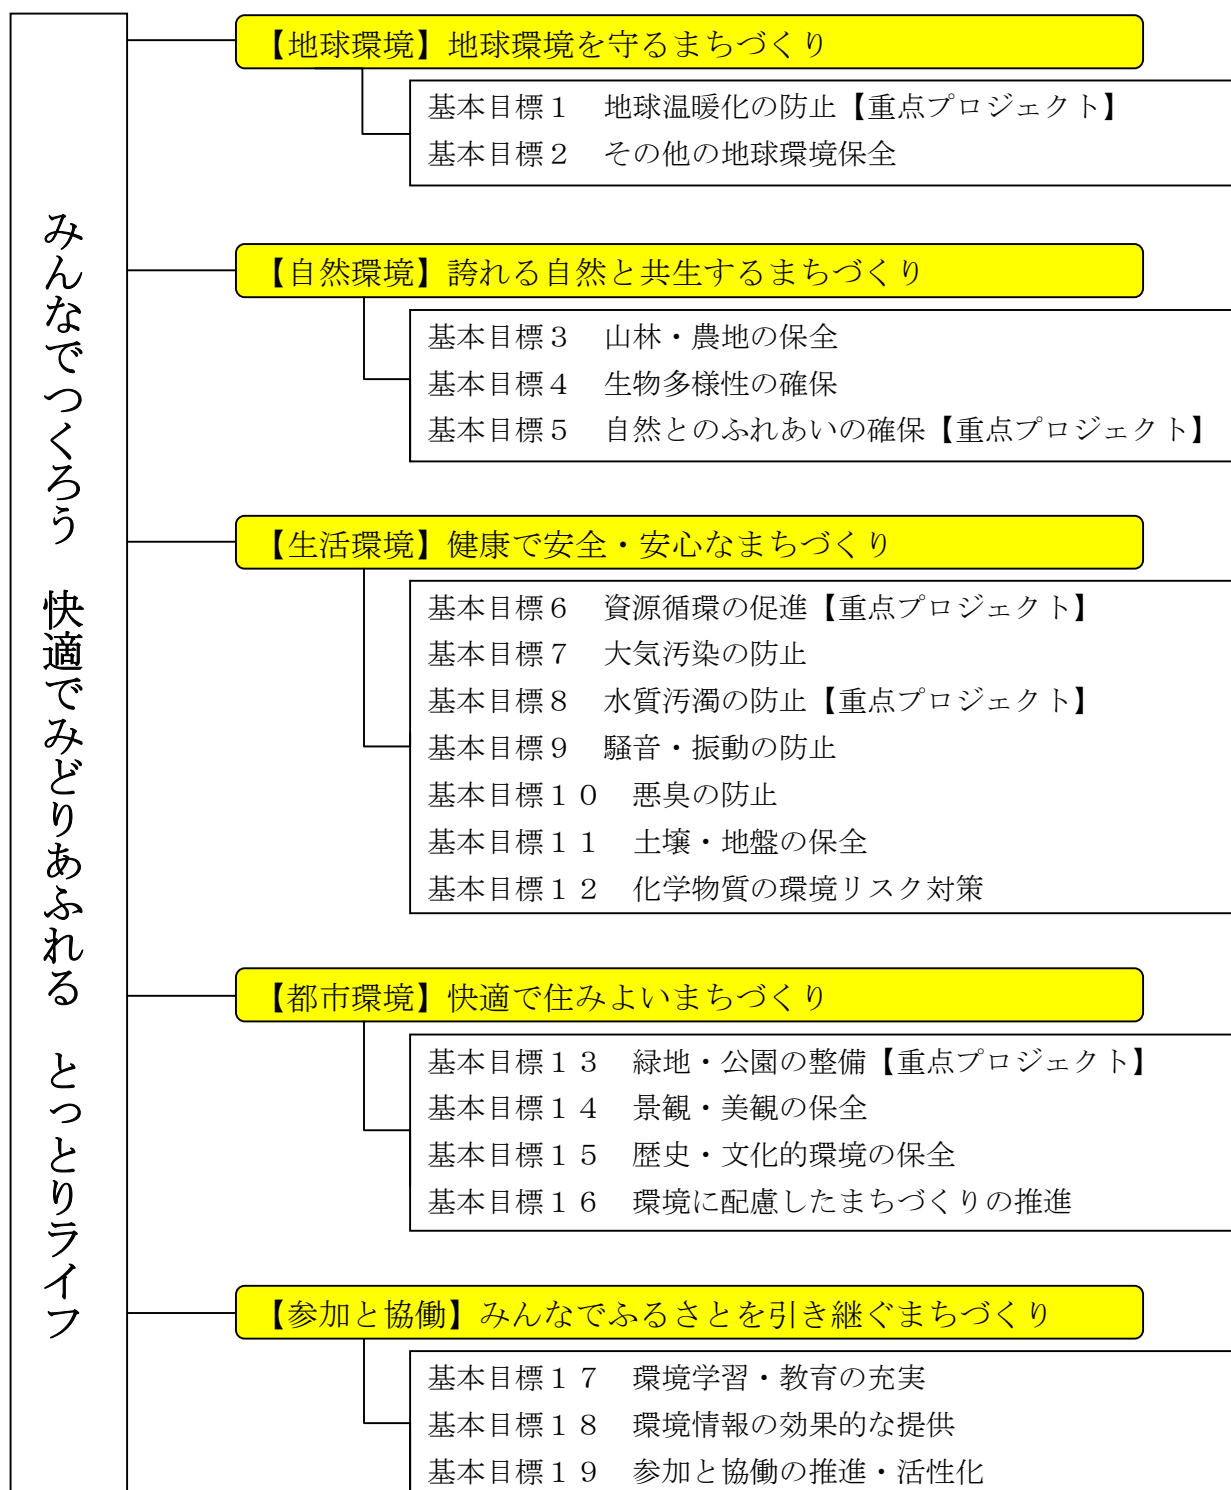 みんなでつくろう　快適でみどりあふれる　とっとりライフ
【地球環境】地球環境を守るまちづくり
基本目標１　地球温暖化の防止【重点プロジェクト】
基本目標２　その他の地球環境保全
【自然環境】誇れる自然と共生するまちづくり
基本目標３　山林・農地の保全
基本目標４　生物多様性の確保
基本目標５　自然とのふれあいの確保【重点プロジェクト】
【生活環境】健康で安全・安心なまちづくり
基本目標６　資源循環の促進【重点プロジェクト】
基本目標７　大気汚染の防止
基本目標８　水質汚濁の防止【重点プロジェクト】
基本目標９　騒音・振動の防止
基本目標１０　悪臭の防止
基本目標１１　土壌・地盤の保全
基本目標１２　化学物質の環境リスク対策
【都市環境】快適で住みよいまちづくり
基本目標１３　緑地・公園の整備【重点プロジェクト】
基本目標１４　景観・美観の保全
基本目標１５　歴史・文化的環境の保全
基本目標１６　環境に配慮したまちづくりの推進
【参加と協働】みんなでふるさとを引き継ぐまちづくり
基本目標１７　環境学習・教育の充実
基本目標１８　環境情報の効果的な提供
基本目標１９　参加と協働の推進・活性化